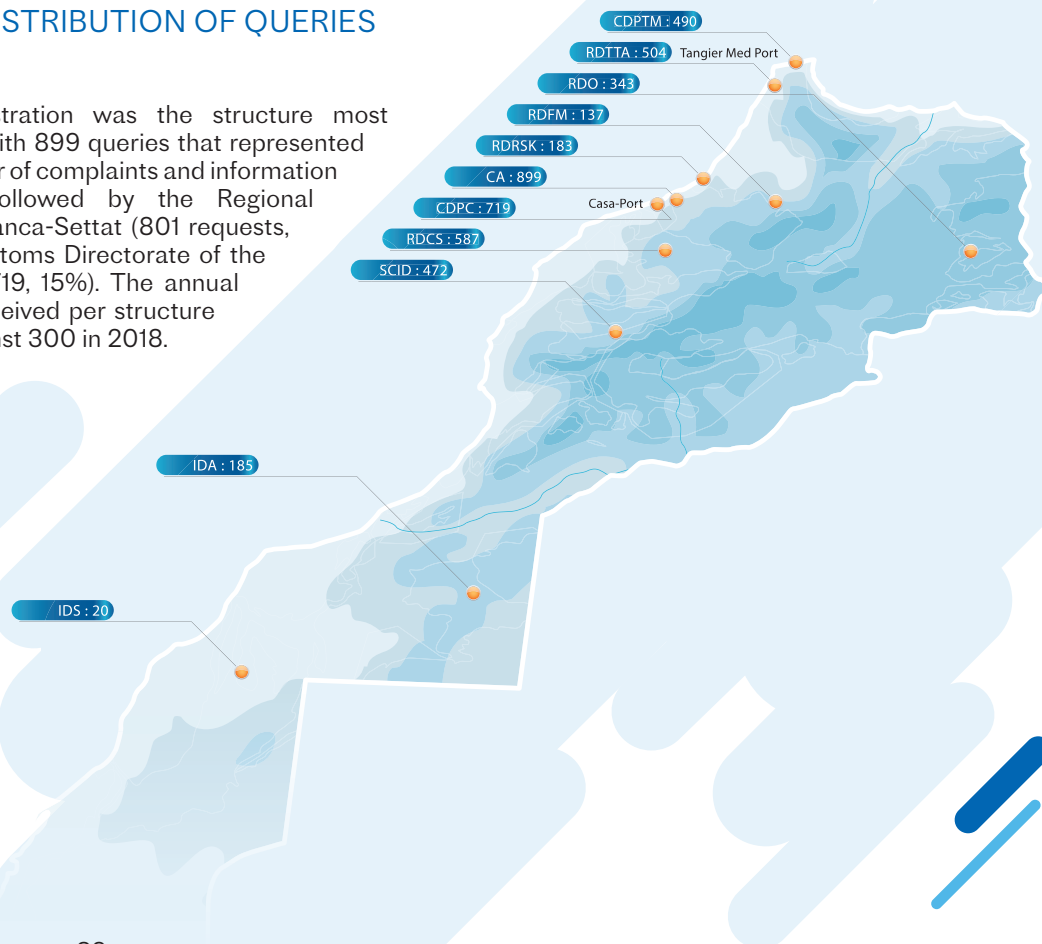 STRIBUTION OF QUERIES
stration was the structure most
ith 899 queries that represented
r of complaints and information
ollowed by the Regional
anca-Settat (801 requests,
toms Directorate of the
719, 15%). The annual
eived per structure
nst 300 in 2018.
CDPTM : 490
RDTTA : 504
Tangier Med Port
RDO : 343
RDFM : 137
RDRSK : 183
CA : 899
CDPC : 719
Casa-Port
RDCS : 587
SCID : 472
IDA : 185
IDS : 20